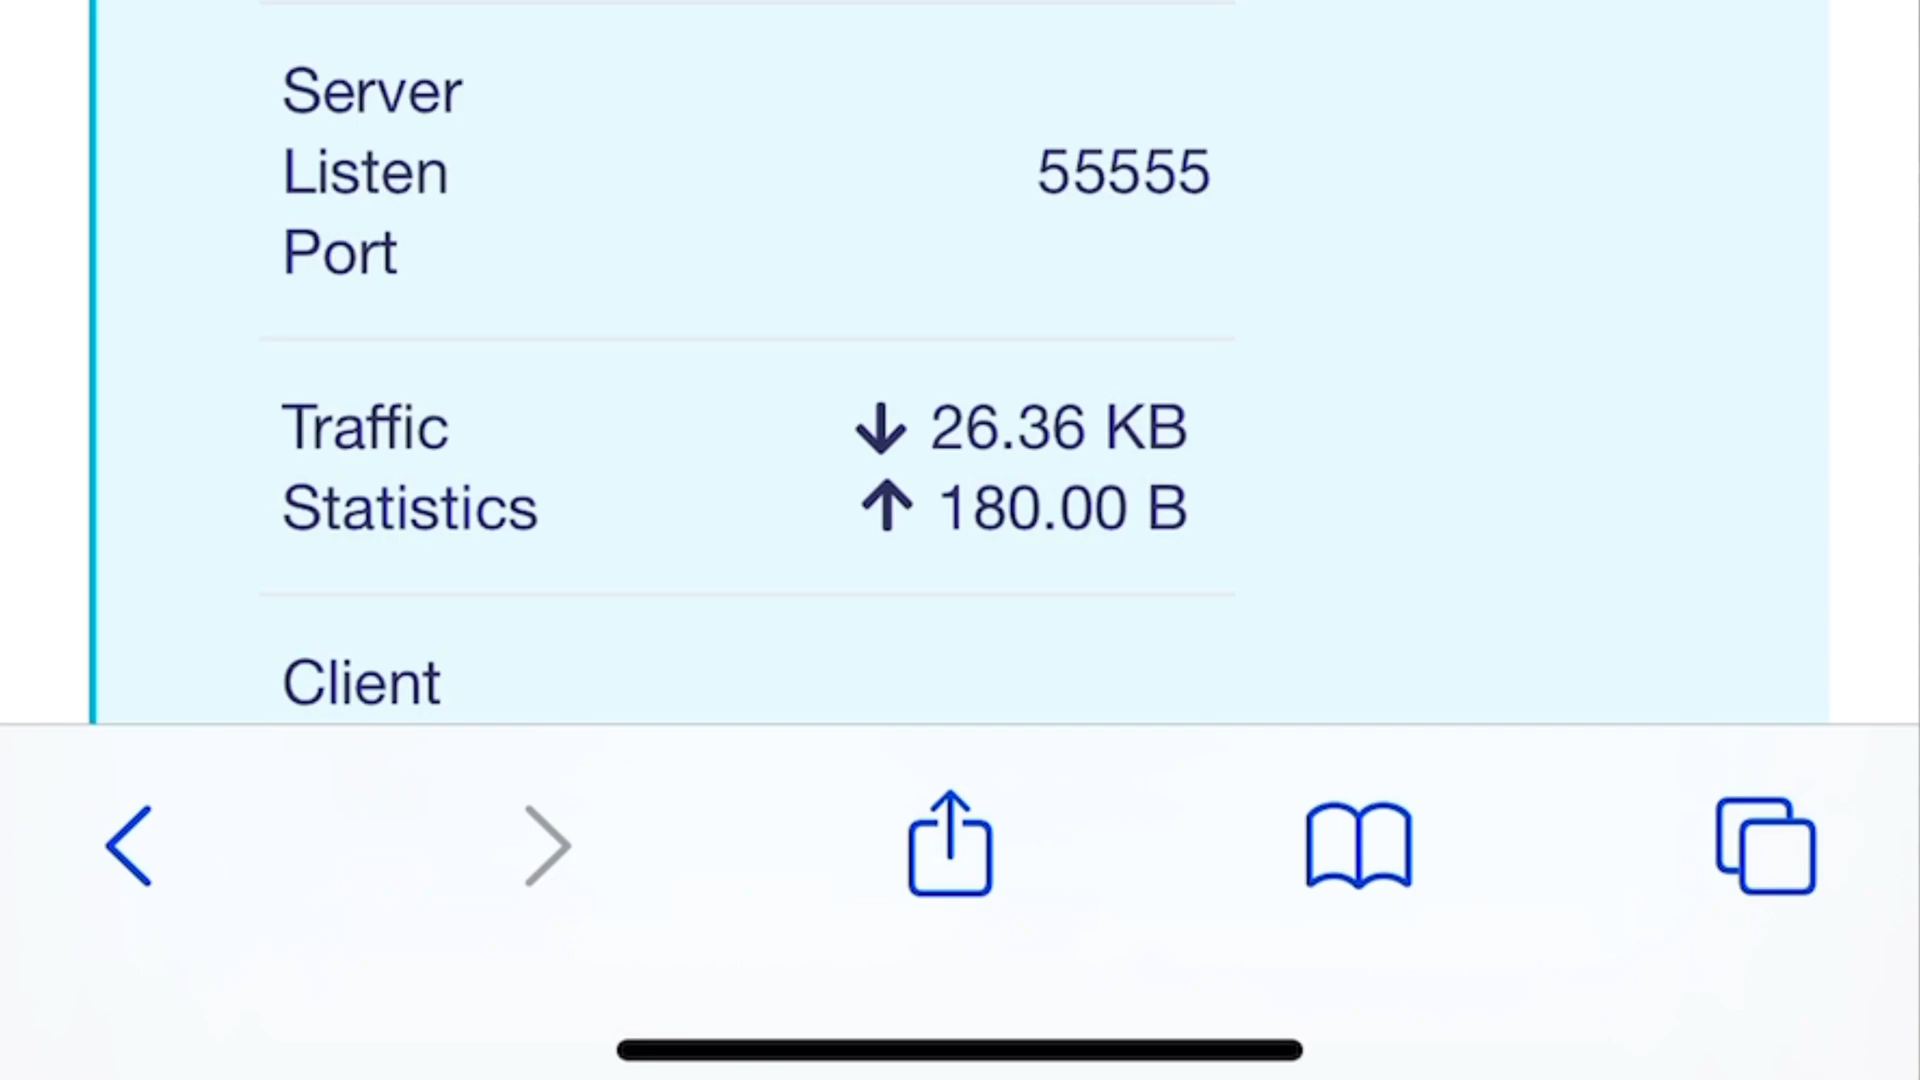 Server
Listen
Port
55555
Traffic
Statistics
↓ 26.36 KB
↑ 180.00 B
Client